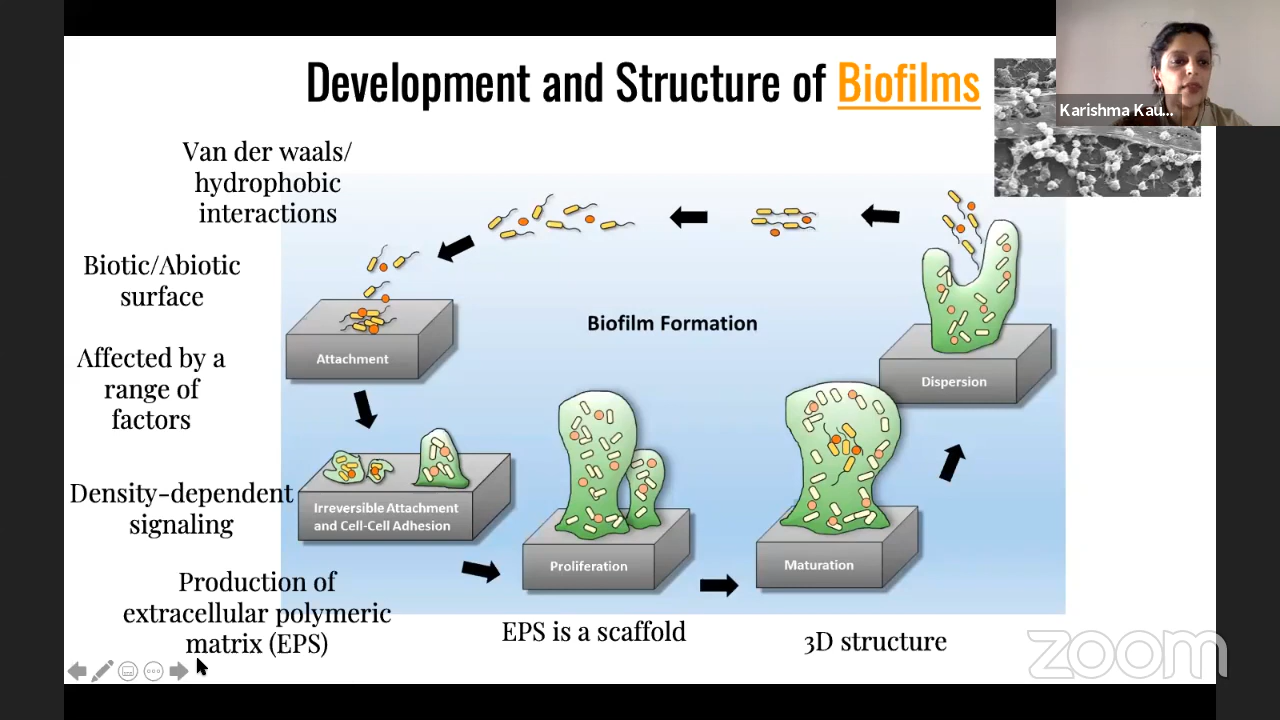 Development and Structure of Biofilms
Karishma Kau...
Van der waals/
hydrophobic
interactions
Biotic/Abiotic
surface
Affected by a
range of
factors
Density-dependent
signaling
Production of
extracellular polymeric
matrix (EPS)
Biofilm Formation
Attachment
Irreversible Attachment
and Cell-Cell Adhesion
Proliferation
Maturation
Dispersion
EPS is a scaffold
3D structure
zoom